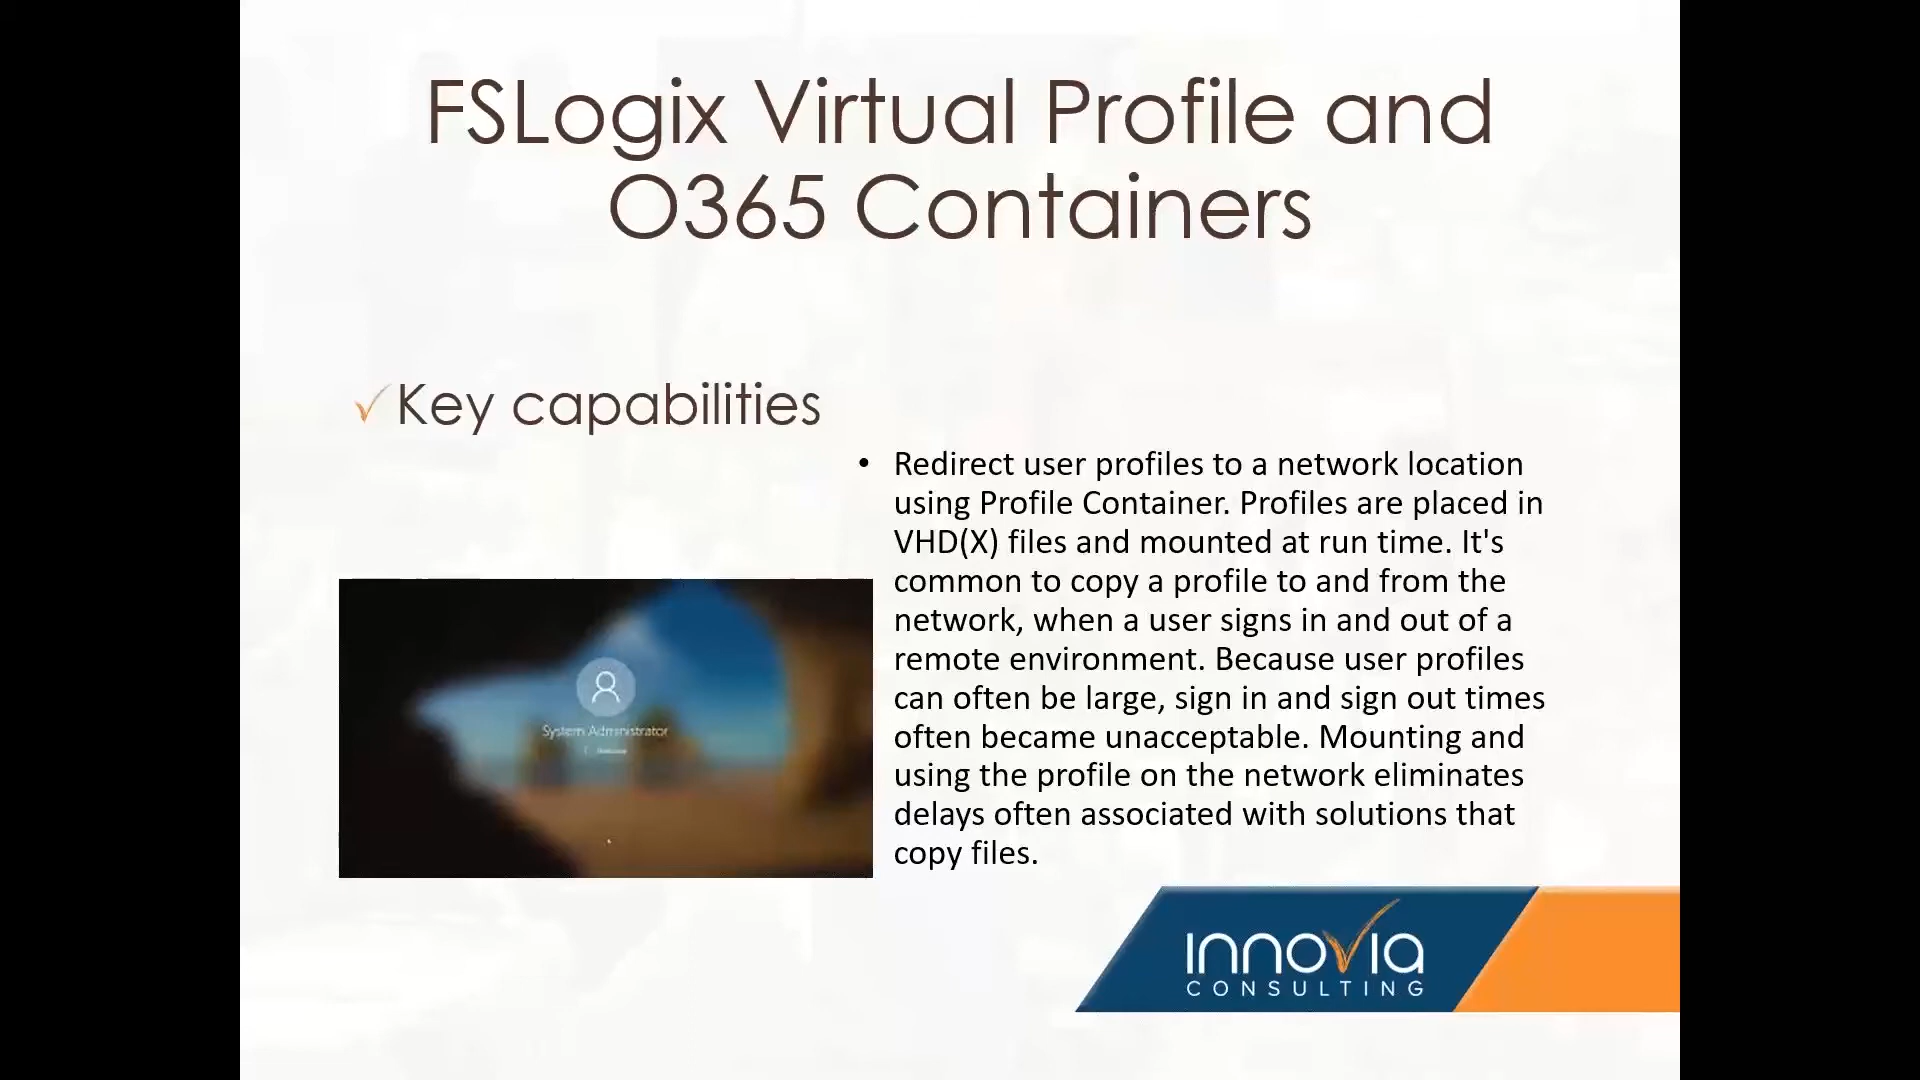 FSLogix Virtual Profile and
O365 Containers
Key capabilities
• Redirect user profiles to a network location
using Profile Container. Profiles are placed in
VHD(X) files and mounted at run time. It's
common to copy a profile to and from the
network, when a user signs in and out of a
remote environment. Because user profiles
can often be large, sign in and sign out times
often became unacceptable. Mounting and
using the profile on the network eliminates
delays often associated with solutions that
copy files.
System Administrator
INNOVIA
CONSULTING